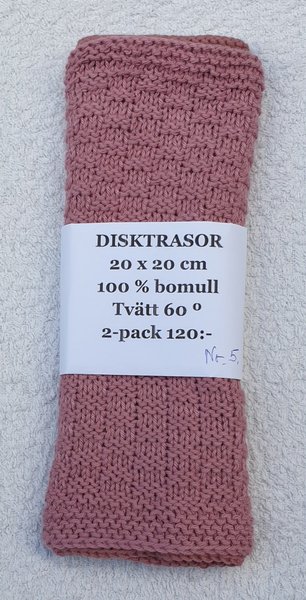 DISKTRASOR
20 x 20 cm
100 % bomull
Tvätt 60 º
2-pack 120:-
Nr. 5.